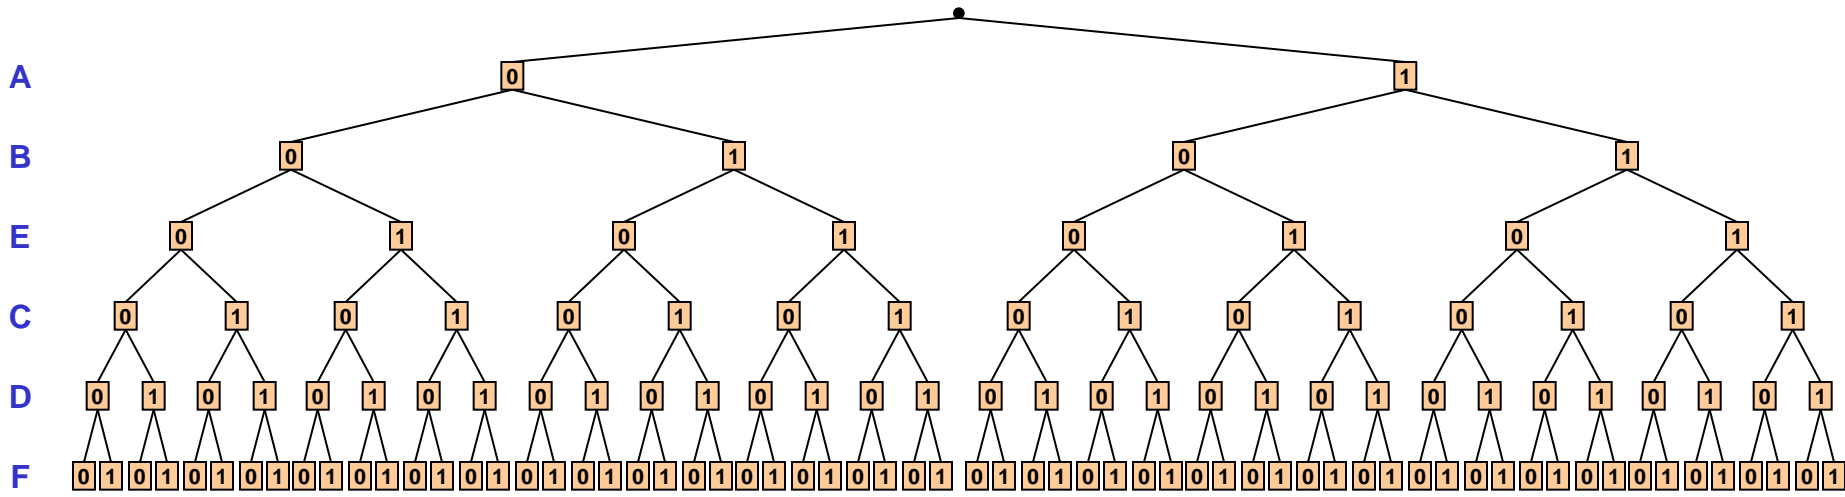 A 0 1
B 0 1 0 1
E 0 1 0 1 0 1 0 1
C 0 1 0 1 0 1 0 1 0 1 0 1 0 1 0 1
D 0 1 0 1 0 1 0 1 0 1 0 1 0 1 0 1 0 1 0 1 0 1 0 1 0 1 0 1 0 1 0 1
F 0 1 0 1 0 1 0 1 0 1 0 1 0 1 0 1 0 1 0 1 0 1 0 1 0 1 0 1 0 1 0 1 0 1 0 1 0 1 0 1 0 1 0 1 0 1 0 1 0 1 0 1 0 1 0 1 0 1 0 1 0 1 0 1